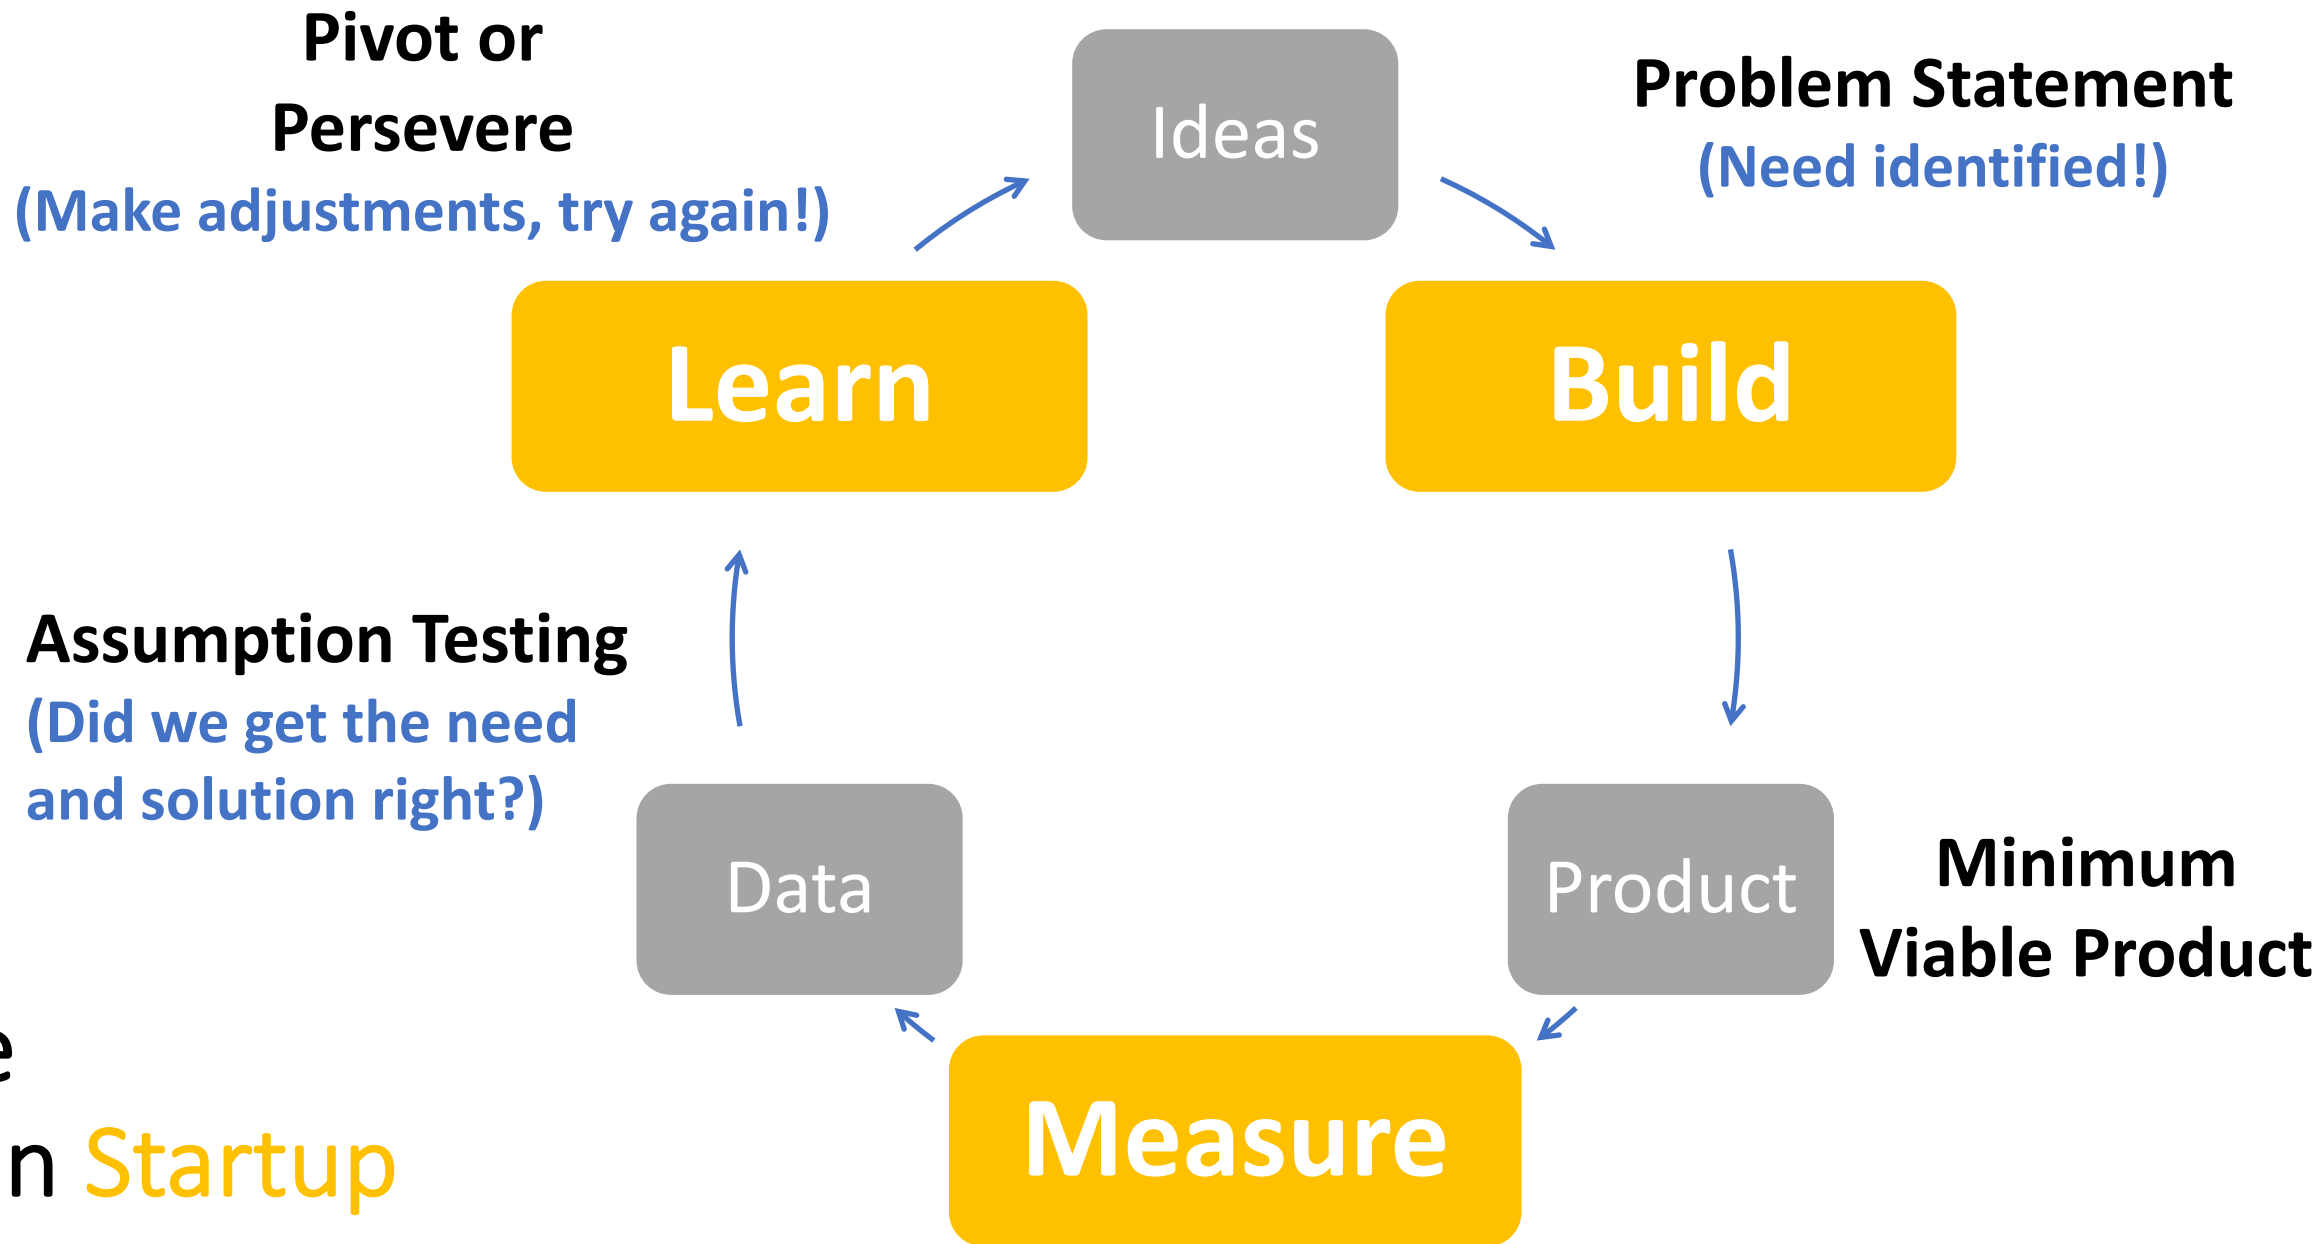 Pivot or
Persevere
(Make adjustments, try again!)
Ideas
Problem Statement
(Need identified!)
Learn
Build
Assumption Testing
(Did we get the need
and solution right?)
Data
Product
Minimum
Viable Product
Measure
e
n Startup